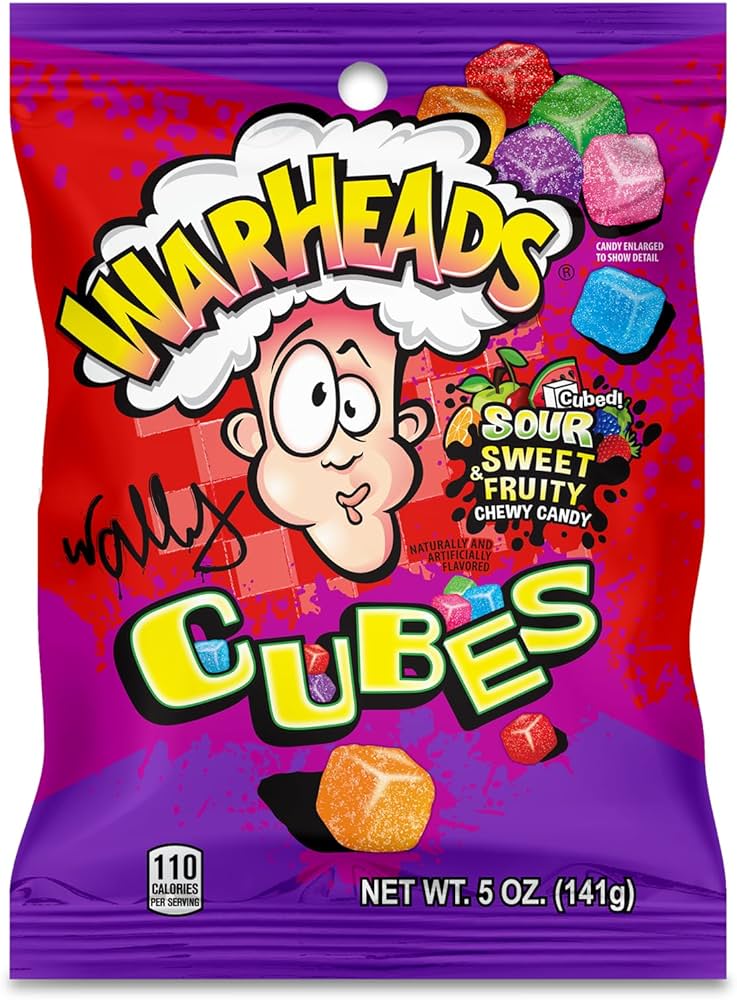 WARHEADS®
CANDY ENLARGED
TO SHOW DETAIL
Cubed!
SOUR
SWEET
& FRUITY
CHEWY CANDY
Wally
NATURALLY AND
ARTIFICIALLY
FLAVORED
CUBES
110
CALORIES
PER SERVING
NET WT. 5 OZ. (141g)